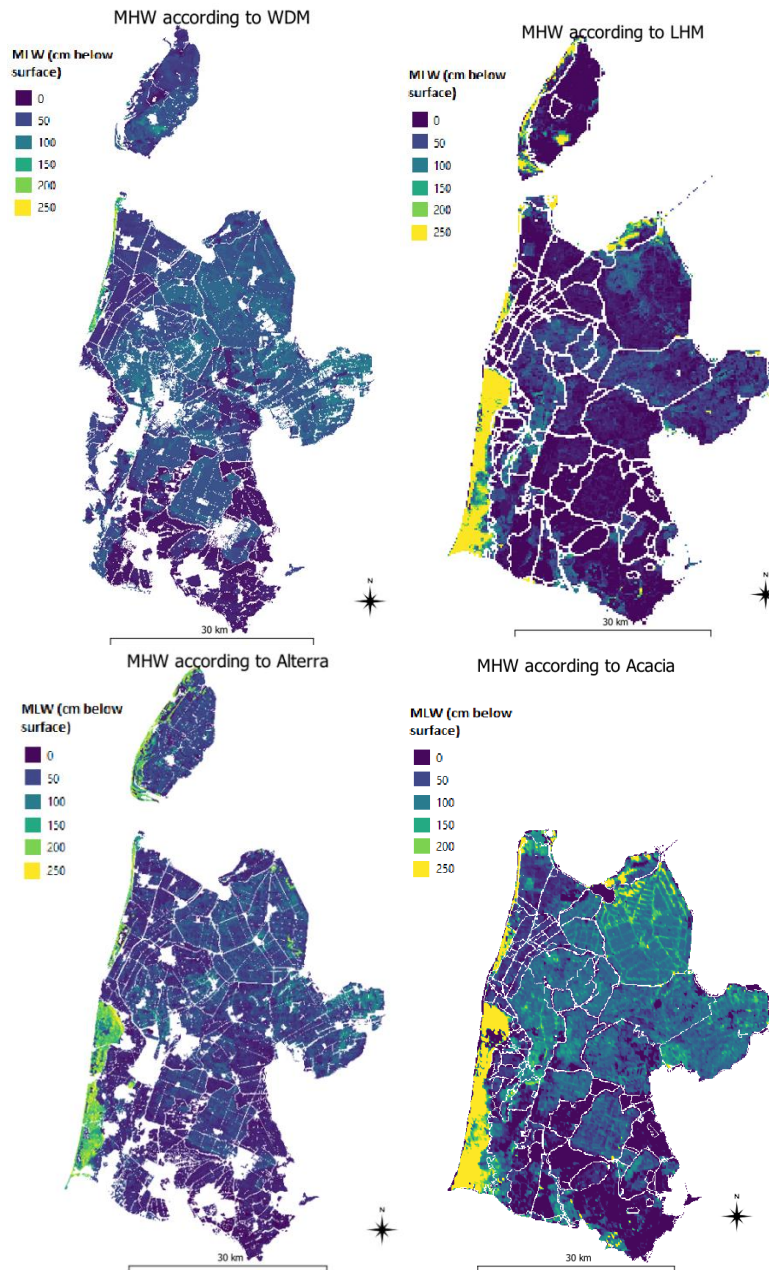 MHW according to WDM
MLW (cm below
surface)
0
50
100
150
200
250
N
30 km
MHW according to LHM
MLW (cm below
surface)
0
50
100
150
200
250
N
30 km
MHW according to Alterra
MLW (cm below
surface)
0
50
100
150
200
250
N
30 km
MHW according to Acacia
MLW (cm below
surface)
0
50
100
150
200
250
N
30 km